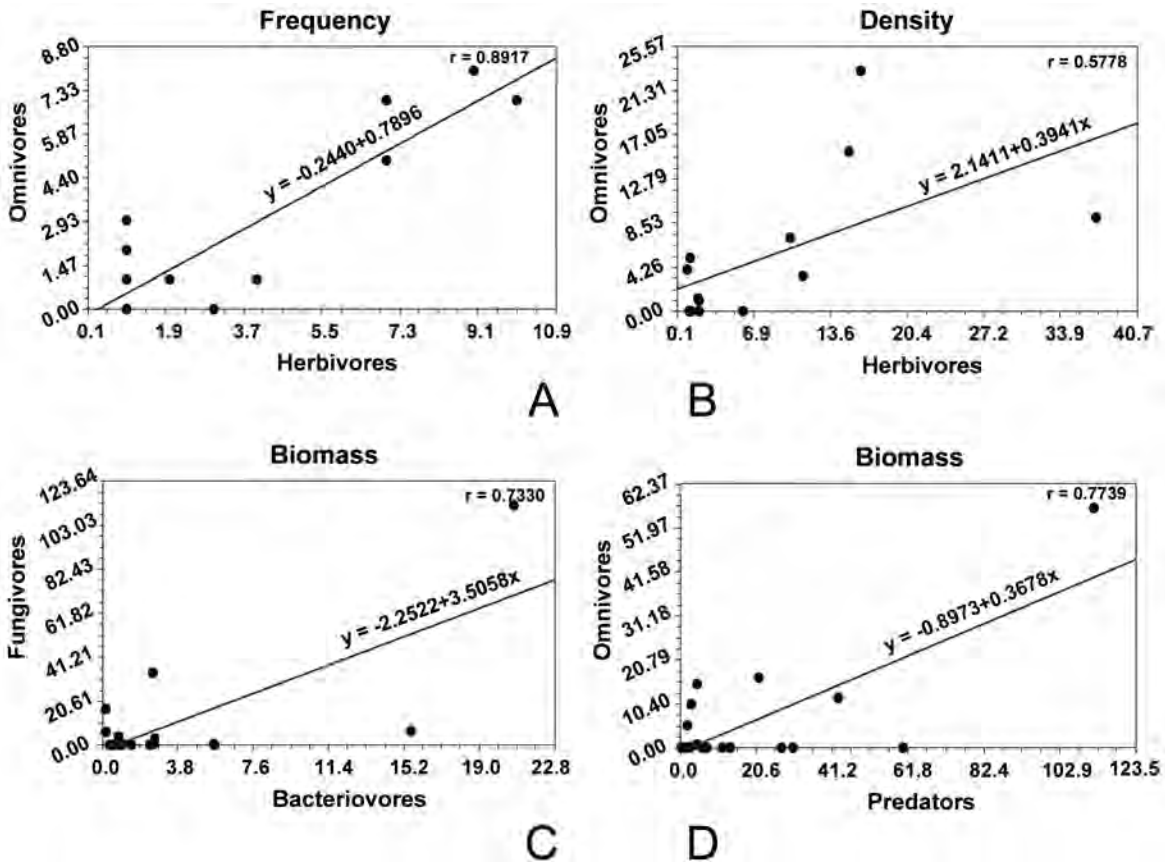 Frequency
r = 0.8917
y = -0.2440+0.7896
Omnivores
8.80
7.33
5.87
4.40
2.93
1.47
0.00
0.1 1.9 3.7 5.5 7.3 9.1 10.9
Herbivores
A
Density
r = 0.5778
y = 2.1411+0.3941x
Omnivores
25.57
21.31
17.05
12.79
8.53
4.26
0.00
0.1 6.9 13.6 20.4 27.2 33.9 40.7
Herbivores
B
Biomass
r = 0.7330
y = -2.2522+3.5058x
Fungivores
123.64
103.03
82.43
61.82
41.21
20.61
0.00
0.0 3.8 7.6 11.4 15.2 19.0 22.8
Bacteriovores
C
Biomass
r = 0.7739
y = -0.8973+0.3678x
Omnivores
62.37
51.97
41.58
31.18
20.79
10.40
0.00
0.0 20.6 41.2 61.8 82.4 102.9 123.5
Predators
D